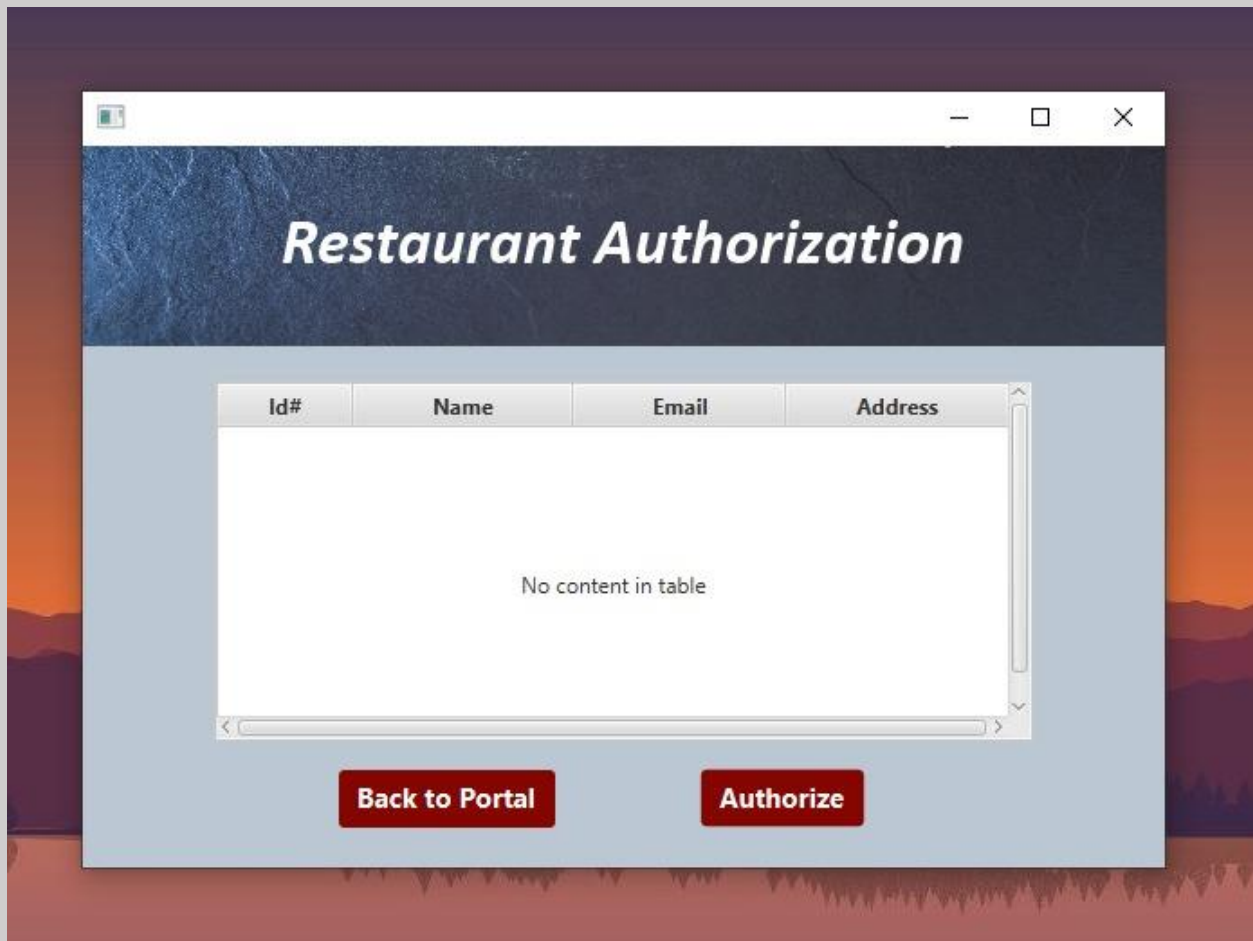 Restaurant Authorization
Id# Name Email Address
No content in table
Back to Portal Authorize